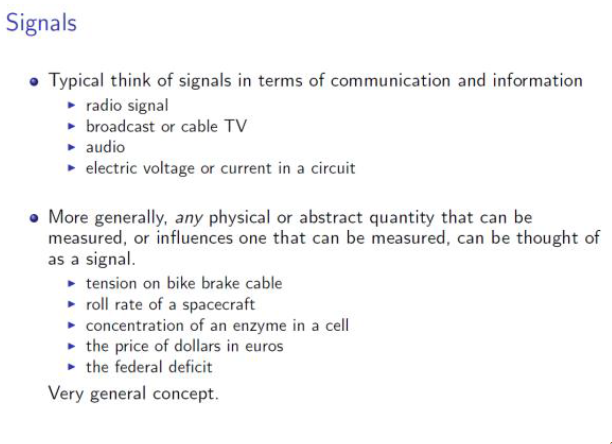 Signals
Typical think of signals in terms of communication and information
radio signal
broadcast or cable TV
audio
electric voltage or current in a circuit
More generally, any physical or abstract quantity that can be
measured, or influences one that can be measured, can be thought of
as a signal.
tension on bike brake cable
roll rate of a spacecraft
concentration of an enzyme in a cell
the price of dollars in euros
the federal deficit
Very general concept.